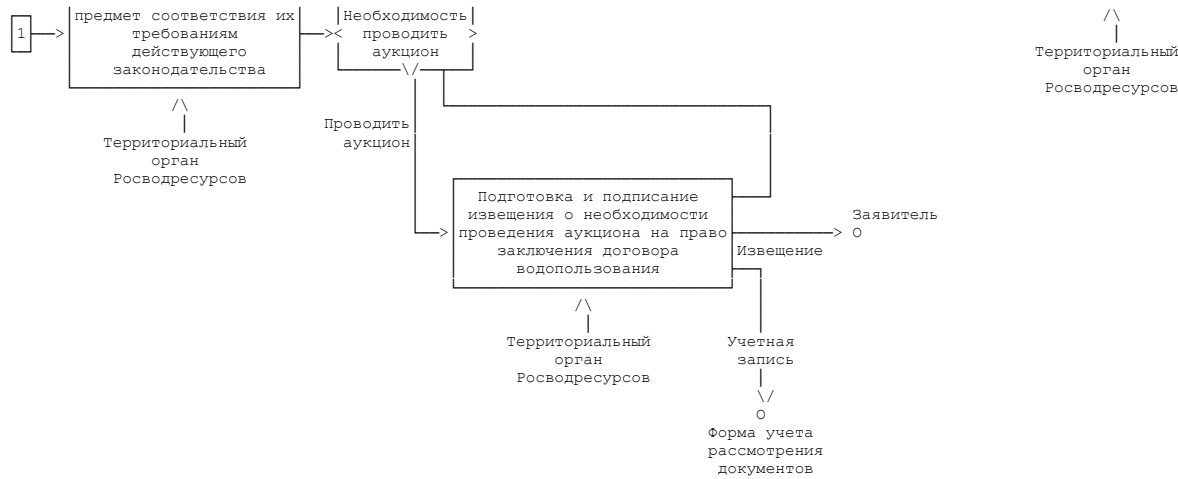 1
предмет соответствия их
требованиям
действующего
законодательства
Необходимость
проводить
аукцион
Территориальный
орган
Росводресурсов
Территориальный
орган
Росводресурсов
Проводить
аукцион
Подготовка и подписание
извещения о необходимости
проведения аукциона на право
заключения договора
водопользования
Заявитель
O
Извещение
Территориальный
орган
Росводресурсов
Учетная
запись
O
Форма учета
рассмотрения
документов